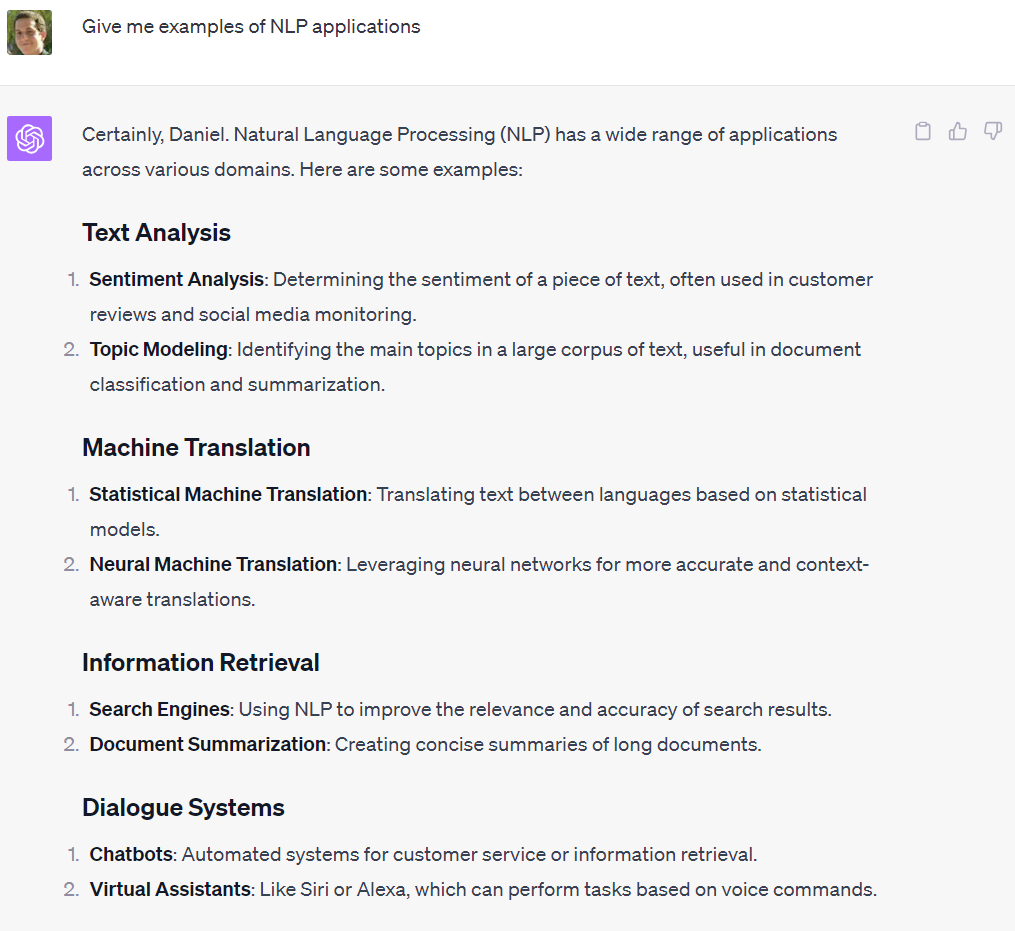 Give me examples of NLP applications
Certainly, Daniel. Natural Language Processing (NLP) has a wide range of applications
across various domains. Here are some examples:
Text Analysis
1. Sentiment Analysis: Determining the sentiment of a piece of text, often used in customer
reviews and social media monitoring.
2. Topic Modeling: Identifying the main topics in a large corpus of text, useful in document
classification and summarization.
Machine Translation
1. Statistical Machine Translation: Translating text between languages based on statistical
models.
2. Neural Machine Translation: Leveraging neural networks for more accurate and context-
aware translations.
Information Retrieval
1. Search Engines: Using NLP to improve the relevance and accuracy of search results.
2. Document Summarization: Creating concise summaries of long documents.
Dialogue Systems
1. Chatbots: Automated systems for customer service or information retrieval.
2. Virtual Assistants: Like Siri or Alexa, which can perform tasks based on voice commands.